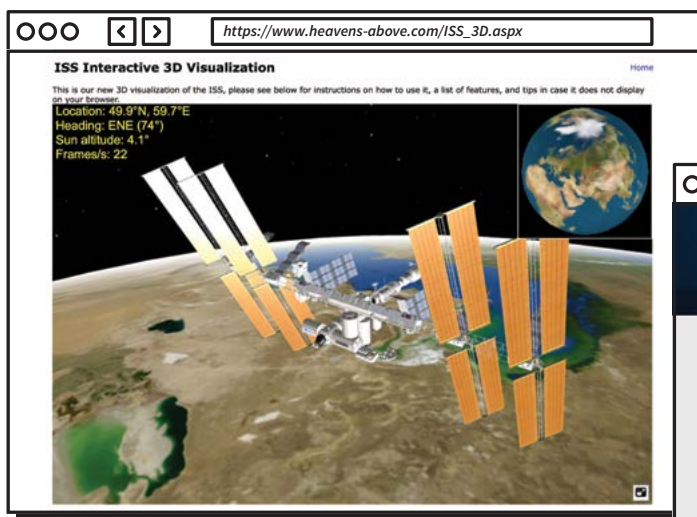 https://www.heavens-above.com/ISS_3D.aspx
ISS Interactive 3D Visualization
Home
This is our new 3D visualization of the ISS, please see below for instructions on how to use it, a list of features, and tips in case it does not display
on your browser.
Location: 49.9°N, 59.7°E
Heading: ENE (74°)
Sun altitude: 4.1°
Frames/s: 22